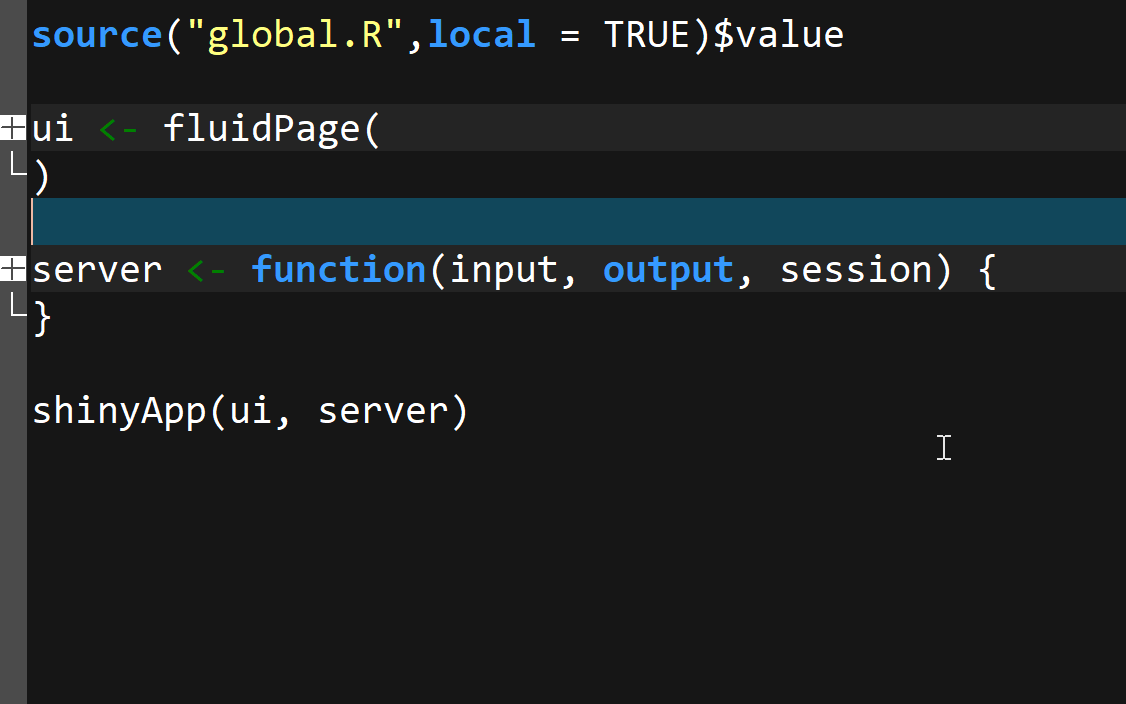 source("global.R",local = TRUE)$value
ui <- fluidPage(
)
server <- function(input, output, session) {
}
shinyApp(ui, server)